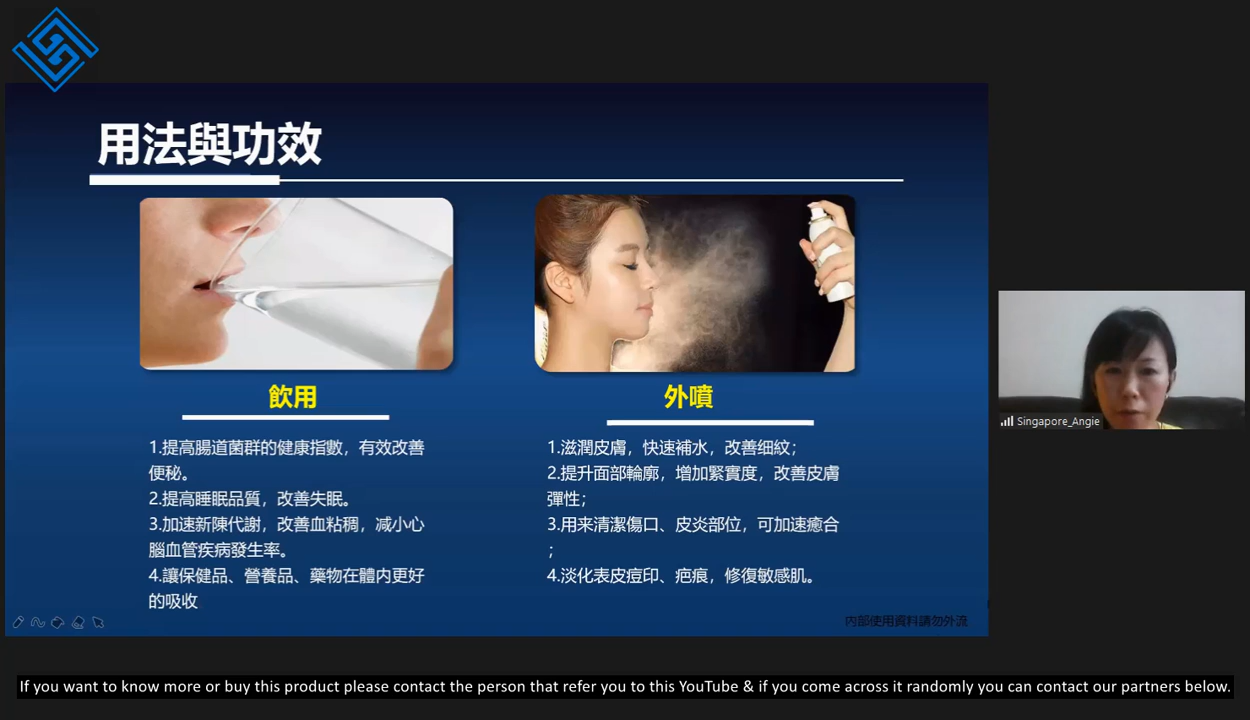 用法與功效
飲用
1.提高腸道菌群的健康指數，有效改善
便秘。
2.提高睡眠品質，改善失眠。
3.加速新陳代謝，改善血粘稠，减小心
腦血管疾病發生率。
4.讓保健品、營養品、藥物在體内更好
的吸收
外噴
1.滋潤皮膚，快速補水，改善细紋；
2.提升面部輪廓，增加緊實度，改善皮膚
彈性；
3.用来清潔傷口、皮炎部位，可加速癒合
；
4.淡化表皮痘印、疤痕，修復敏感肌。
内部使用資料請勿外流
Singapore_Angie
If you want to know more or buy this product please contact the person that refer you to this YouTube & if you come across it randomly you can contact our partners below.